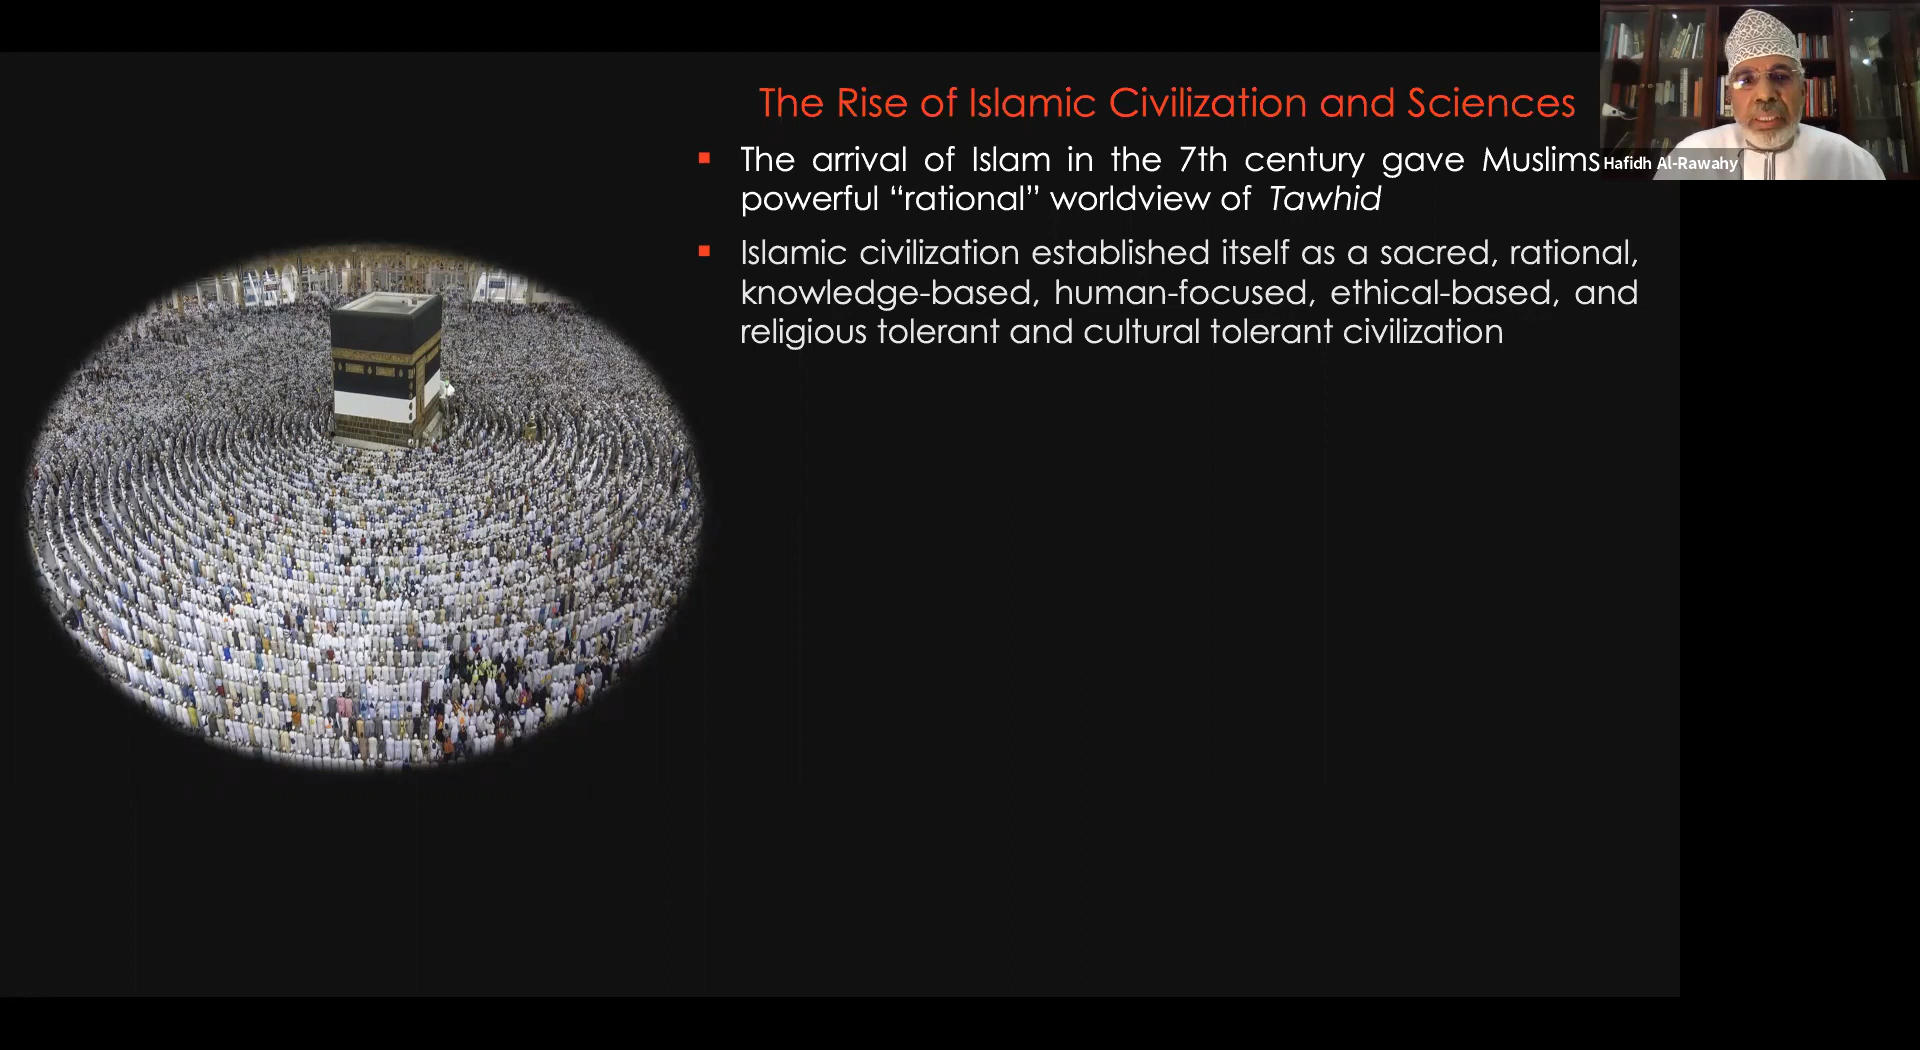 The Rise of Islamic Civilization and Sciences
▪ The arrival of Islam in the 7th century gave Muslims
powerful “rational” worldview of Tawhid
▪ Islamic civilization established itself as a sacred, rational,
knowledge-based, human-focused, ethical-based, and
religious tolerant and cultural tolerant civilization
Hafidh Al-Rawahy